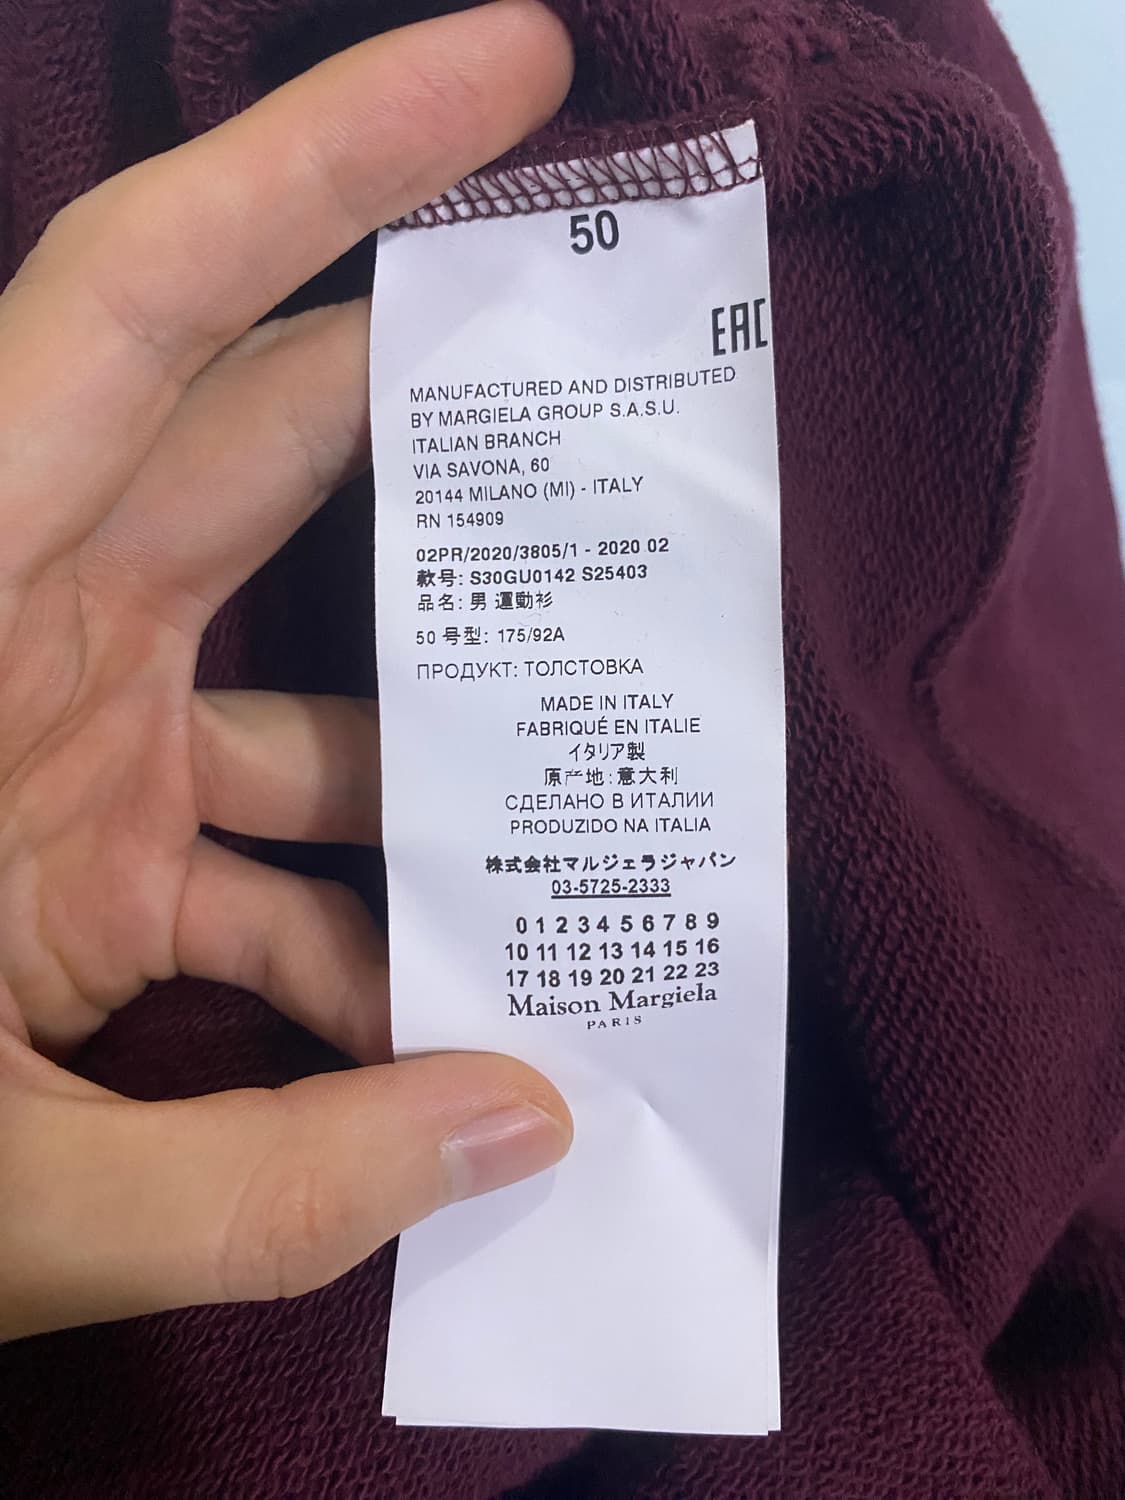 50
EAC
MANUFACTURED AND DISTRIBUTED
BY MARGIELA GROUP S.A.S.U.
ITALIAN BRANCH
VIA SAVONA, 60
20144 MILANO (MI) - ITALY
RN 154909
02PR/2020/3805/1 - 2020 02
款号: S30GU0142 S25403
品名: 男 運動衫
50 号型: 175/92A
ПРОДУКТ: ТОЛСТОВКА
MADE IN ITALY
FABRIQUÉ EN ITALIE
イタリア製
原产地: 意大利
СДЕЛАНО В ИТАЛИИ
PRODUZIDO NA ITALIA
株式会社マルジェラジャパン
03-5725-2333
0 1 2 3 4 5 6 7 8 9
10 11 12 13 14 15 16
17 18 19 20 21 22 23
Maison Margiela
PARIS